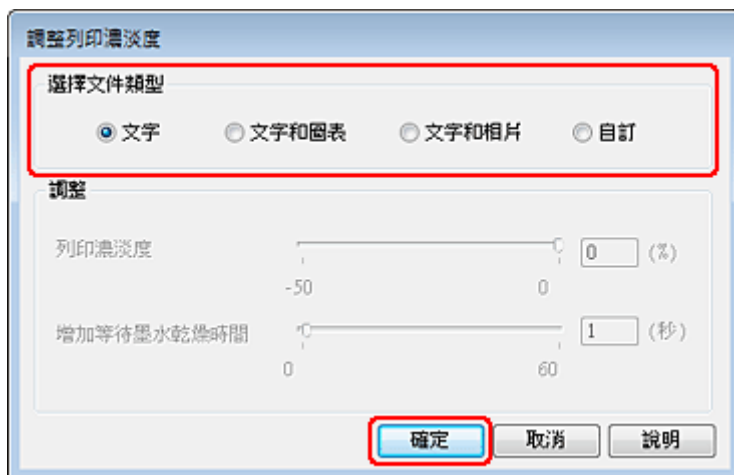 調整列印濃淡度
選擇文件類型
文字 文字和圖表 文字和相片 自訂
調整
列印濃淡度 0 (%)
-50 0
增加等待墨水乾燥時間 1 (秒)
0 60
確定 取消 說明